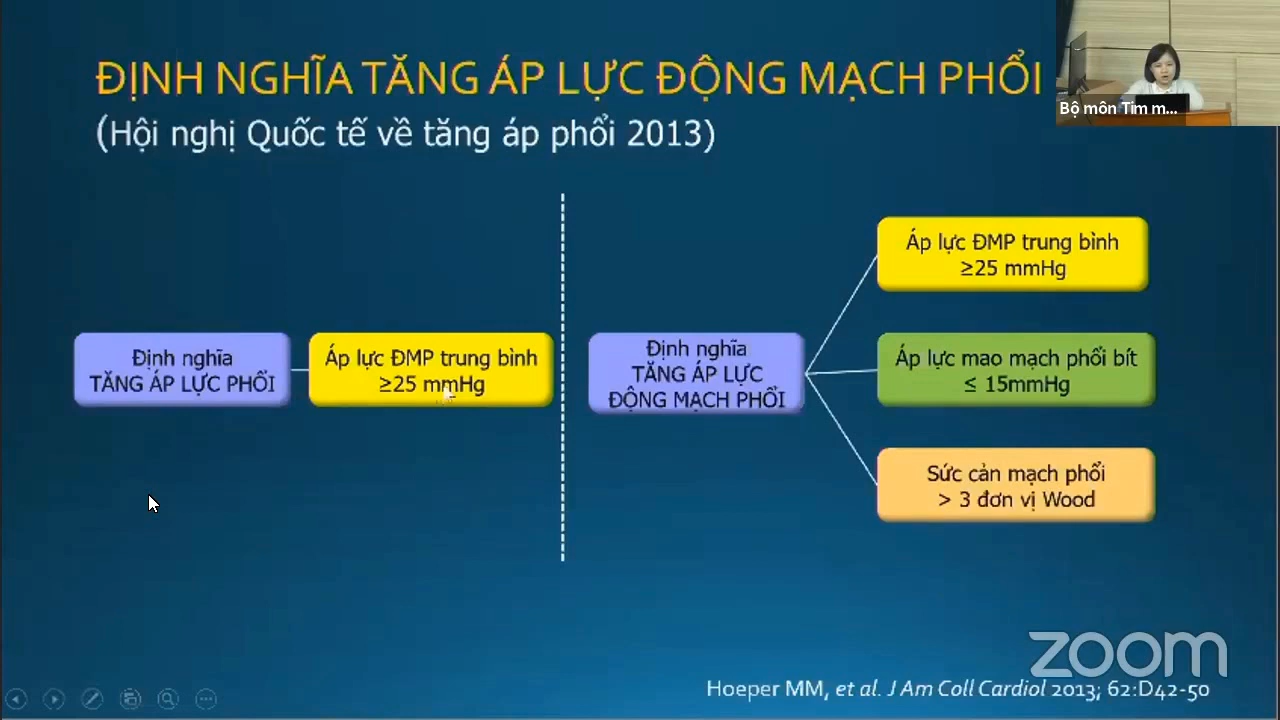 ĐỊNH NGHĨA TĂNG ÁP LỰC ĐỘNG MẠCH PHỔI
(Hội nghị Quốc tế về tăng áp phổi 2013)
Bộ môn Tim m...
Định nghĩa
TĂNG ÁP LỰC PHỔI
Áp lực ĐMP trung bình
≥25 mmHg
Định nghĩa
TĂNG ÁP LỰC
ĐỘNG MẠCH PHỔI
Áp lực ĐMP trung bình
≥25 mmHg
Áp lực mao mạch phổi bít
≤ 15mmHg
Sức cản mạch phổi
> 3 đơn vị Wood
zoom
Hoeper MM, et al. J Am Coll Cardiol 2013; 62:D42-50